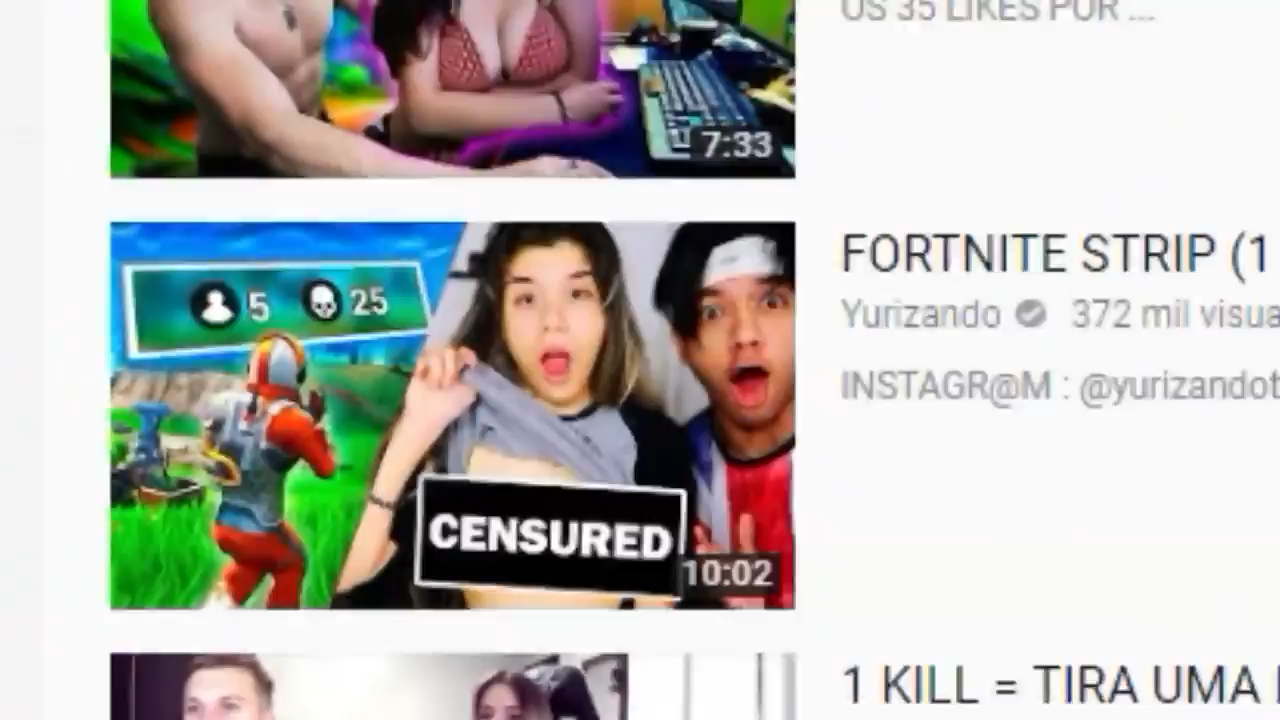 OS 35 LIKES POR ...
7:33
5
25
FORTNITE STRIP (1
Yurizando
372 mil visua
INSTAGR@M : @yurizandot
CENSURED
10:02
1 KILL = TIRA UMA